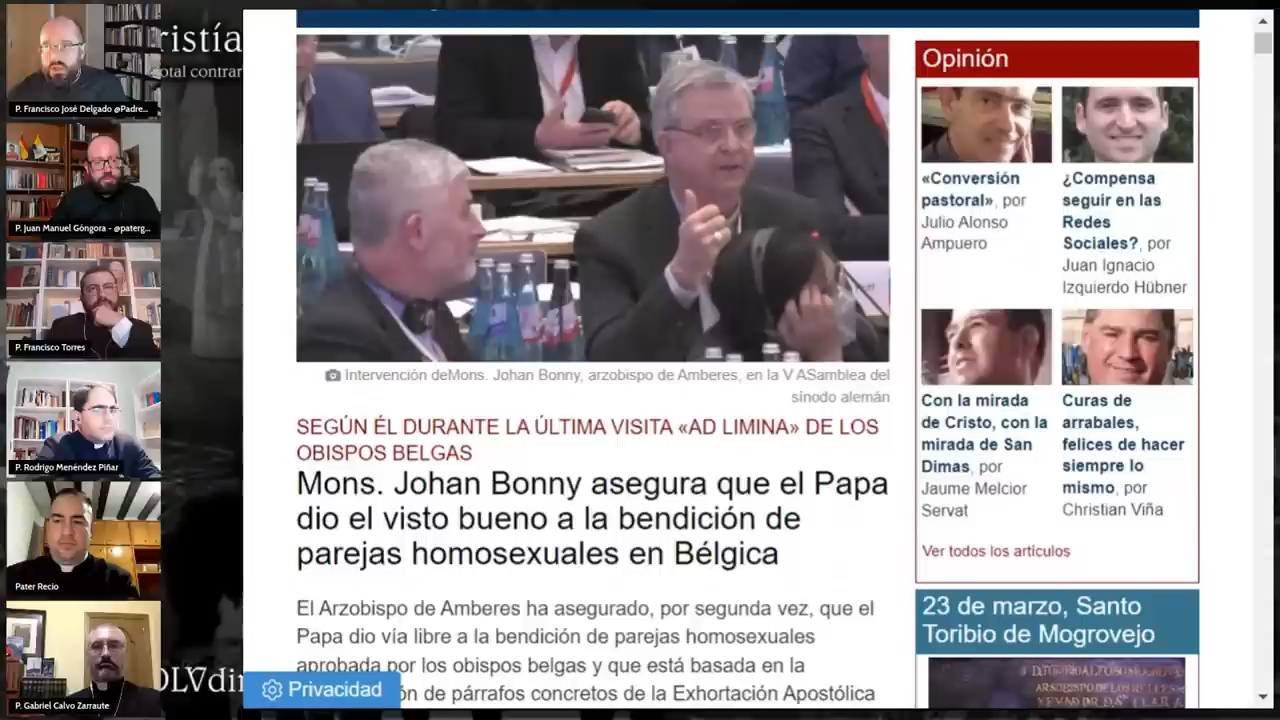 ristía
otal contrar
P. Francisco José Delgado @Padre...
P. Juan Manuel Góngora - @paterg...
P. Francisco Torres
P. Rodrigo Menéndez Piñar
Pater Recio
P. Gabriel Calvo Zarraute
DLVdir
Intervención deMons. Johan Bonny, arzobispo de Amberes, en la V ASamblea del
sínodo alemán
SEGÚN ÉL DURANTE LA ÚLTIMA VISITA «AD LIMINA» DE LOS
OBISPOS BELGAS
Mons. Johan Bonny asegura que el Papa
dio el visto bueno a la bendición de
parejas homosexuales en Bélgica
El Arzobispo de Amberes ha asegurado, por segunda vez, que el
Papa dio vía libre a la bendición de parejas homosexuales
aprobada por los obispos belgas y que está basada en la
ón de párrafos concretos de la Exhortación Apostólica
Privacidad
Opinión
«Conversión
pastoral», por
Julio Alonso
Ampuero
¿Compensa
seguir en las
Redes
Sociales?, por
Juan Ignacio
Izquierdo Hübner
Con la mirada
de Cristo, con la
mirada de San
Dimas, por
Jaume Melcior
Servat
Curas de
arrabales,
felices de hacer
siempre lo
mismo, por
Christian Viña
Ver todos los artículos
23 de marzo, Santo
Toribio de Mogrovejo